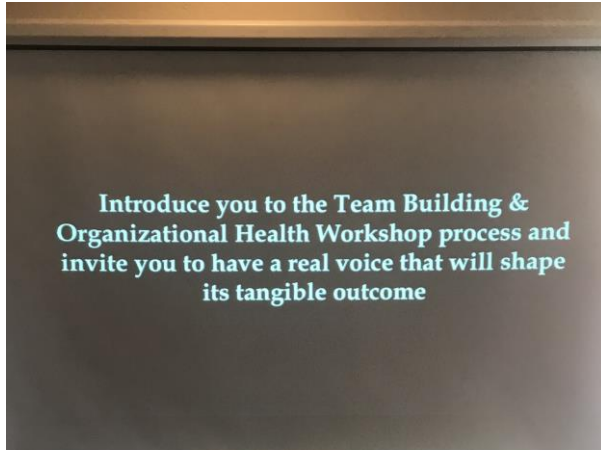 Introduce you to the Team Building &
Organizational Health Workshop process and
invite you to have a real voice that will shape
its tangible outcome